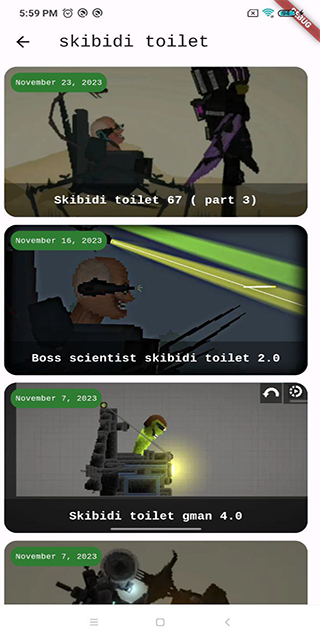 5:59 PM
skibidi toilet
November 23, 2023
Skibidi toilet 67 ( part 3)
November 16, 2023
Boss scientist skibidi toilet 2.0
November 7, 2023
Skibidi toilet gman 4.0
November 7, 2023